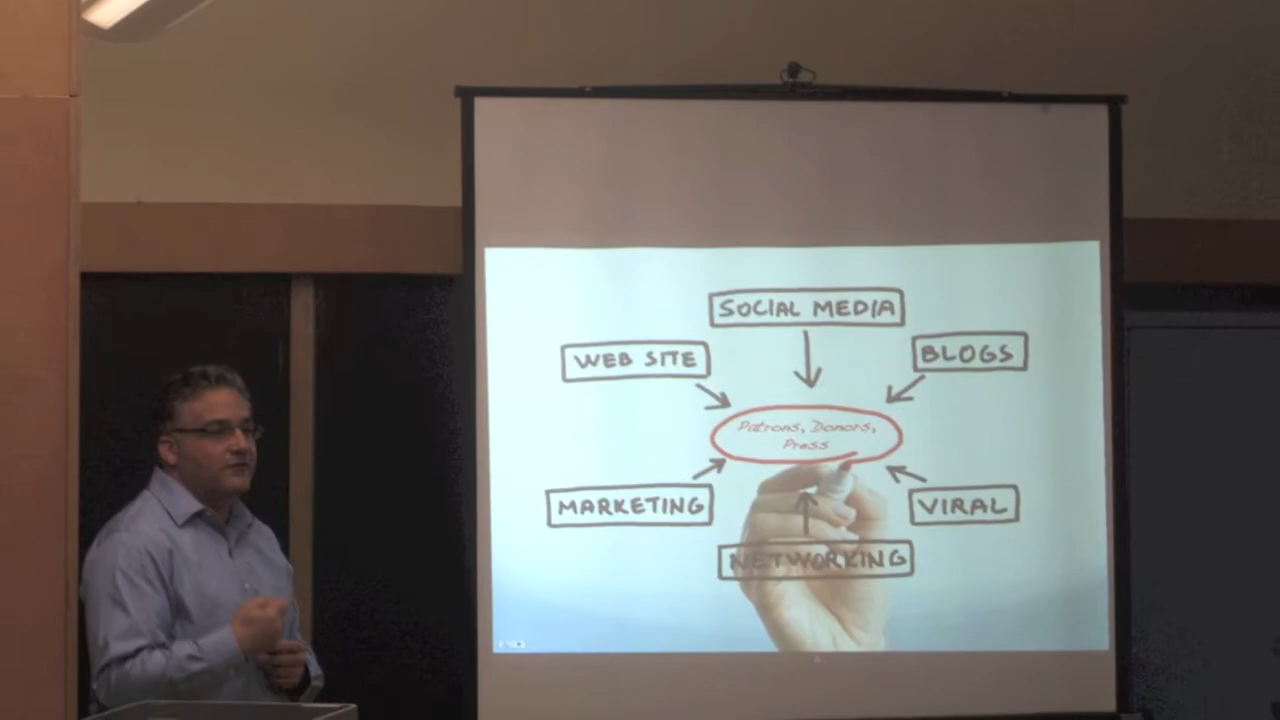 SOCIAL MEDIA
WEB SITE
BLOGS
Patrons, Donors,
Press
MARKETING
VIRAL
NETWORKING